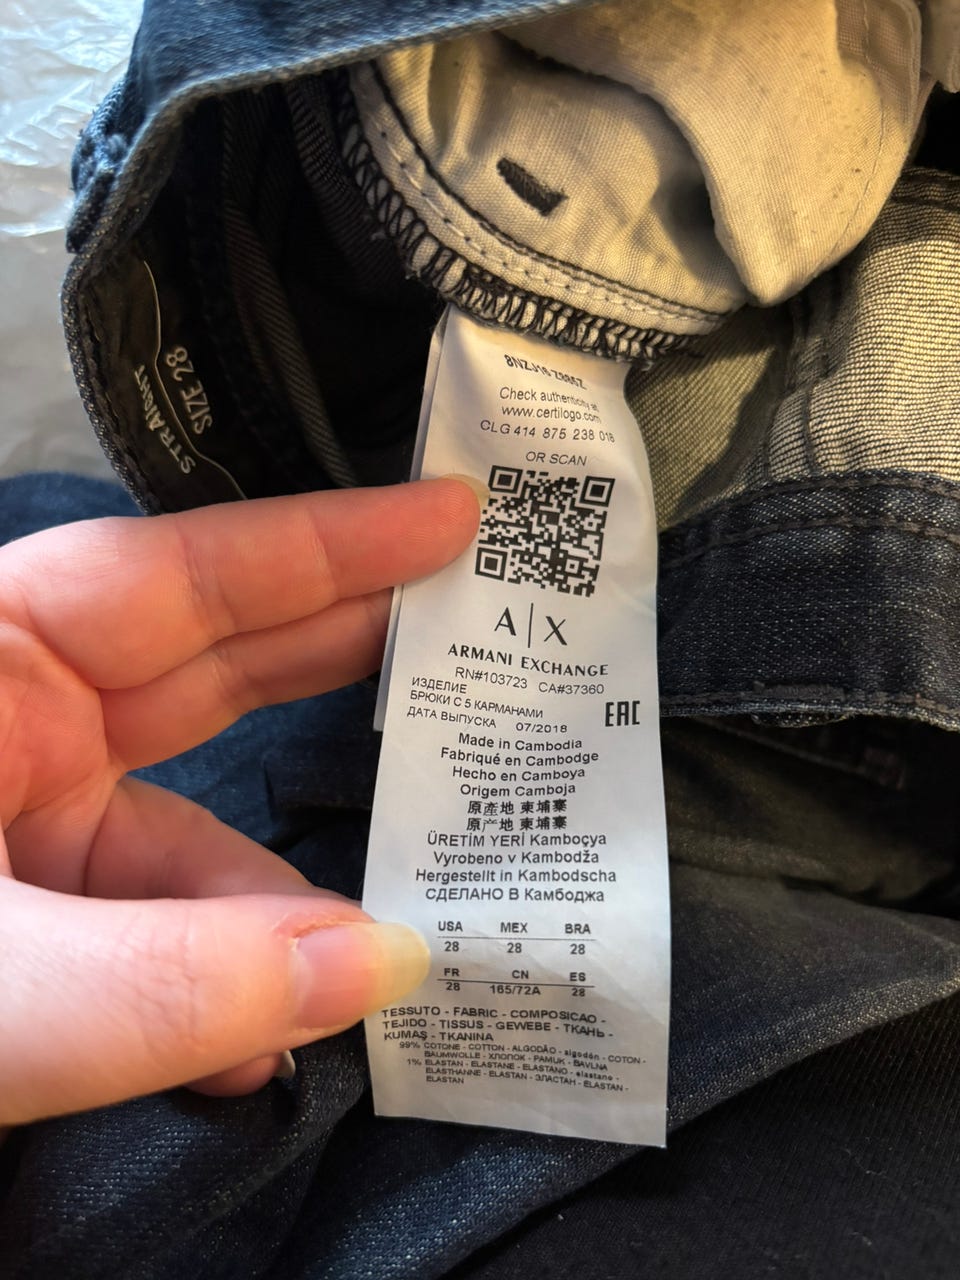 STRAIGHT
SIZE 28
8NZJ16
Check authenticity at
www.certilogo.com
CLG 414 875 238 016
OR SCAN
A|X
ARMANI EXCHANGE
RN#103723 CA#37360
ИЗДЕЛИЕ
БРЮКИ С 5 КАРМАНАМИ
ДАТА ВЫПУСКА 07/2018
EAC
Made in Cambodia
Fabriqué en Cambodge
Hecho en Camboya
Origem Camboja
原產地 柬埔寨
原产地 柬埔寨
ÜRETİM YERİ Kamboçya
Vyrobeno v Kambodža
Hergestellt in Kambodscha
СДЕЛАНО В Камбоджа
USA MEX BRA
28 28 28
FR CN ES
28 165/72A 28
TESSUTO - FABRIC - COMPOSICAO -
TEJIDO - TISSUS - GEWEBE - ТКАНЬ -
KUMAŞ - TKANINA
99% COTONE - COTTON - ALGODÃO - algodón - COTON -
BAUMWOLLE - ХЛОПОК - PAMUK - BAVLNA
1% ELASTAN - ELASTANE - ELASTANO - elastano -
ELASTHANNE - ELASTAN - ЭЛАСТАН - ELASTAN -
ELASTAN